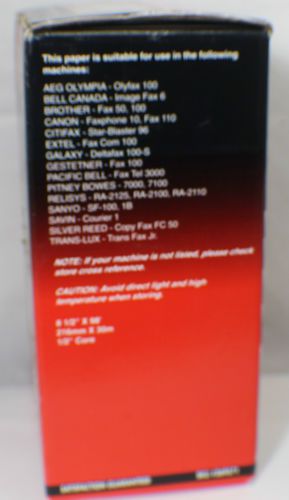 This paper is suitable for use in the following
machines:
AEG OLYMPIA - Olyfax 100
BELL CANADA - Image Fax 6
BROTHER - Fax 50, 100
CANON - Faxphone 10, Fax 110
CITIFAX - Star-Blaster 96
EXTEL - Fax Com 100
GALAXY - Deltafax 100-S
GESTETNER - Fax 100
PACIFIC BELL - Fax Tel 3000
PITNEY BOWES - 7000, 7100
RELISYS - RA-2125, RA-2100, RA-2110
SANYO - SF-100, 1B
SAVIN - Courier 1
SILVER REED - Copy Fax FC 50
TRANS-LUX - Trans Fax Jr.
NOTE: If your machine is not listed, please check
store cross reference.
CAUTION: Avoid direct light and high
temperature when storing.
8 1/2" X 98'
216mm X 30m
1/2" Core
SATISFACTION GUARANTEED